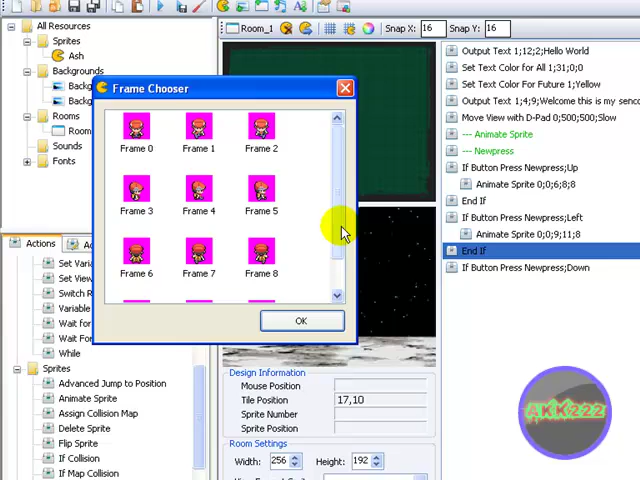 Room_1
Snap X:
16
Snap Y:
16
All Resources
Sprites
Ash
Backgrounds
Backg
Backg
Rooms
Room
Sounds
Fonts
Frame Chooser
Frame 0
Frame 1
Frame 2
Frame 3
Frame 4
Frame 5
Frame 6
Frame 7
Frame 8
OK
Output Text 1;12;2;Hello World
Set Text Color for All 1;31;0;0
Set Text Color For Future 1;Yellow
Output Text 1;4;9;Welcome this my senco
Move View with D-Pad 0;500;500;Slow
--- Animate Sprite
--- Newpress
If Button Press Newpress;Up
Animate Sprite 0;0;6;8;8
End If
If Button Press Newpress;Left
Animate Sprite 0;0;9;11;8
End If
If Button Press Newpress;Down
Actions
A
Set Varia
Set View
Switch R
Variable
Wait for
Wait For
While
Sprites
Advanced Jump to Position
Animate Sprite
Assign Collision Map
Delete Sprite
Flip Sprite
If Collision
If Map Collision
Design Information
Mouse Position
Tile Position
17,10
Sprite Number
Sprite Position
Room Settings
Width:
256
Height:
192
AKK222